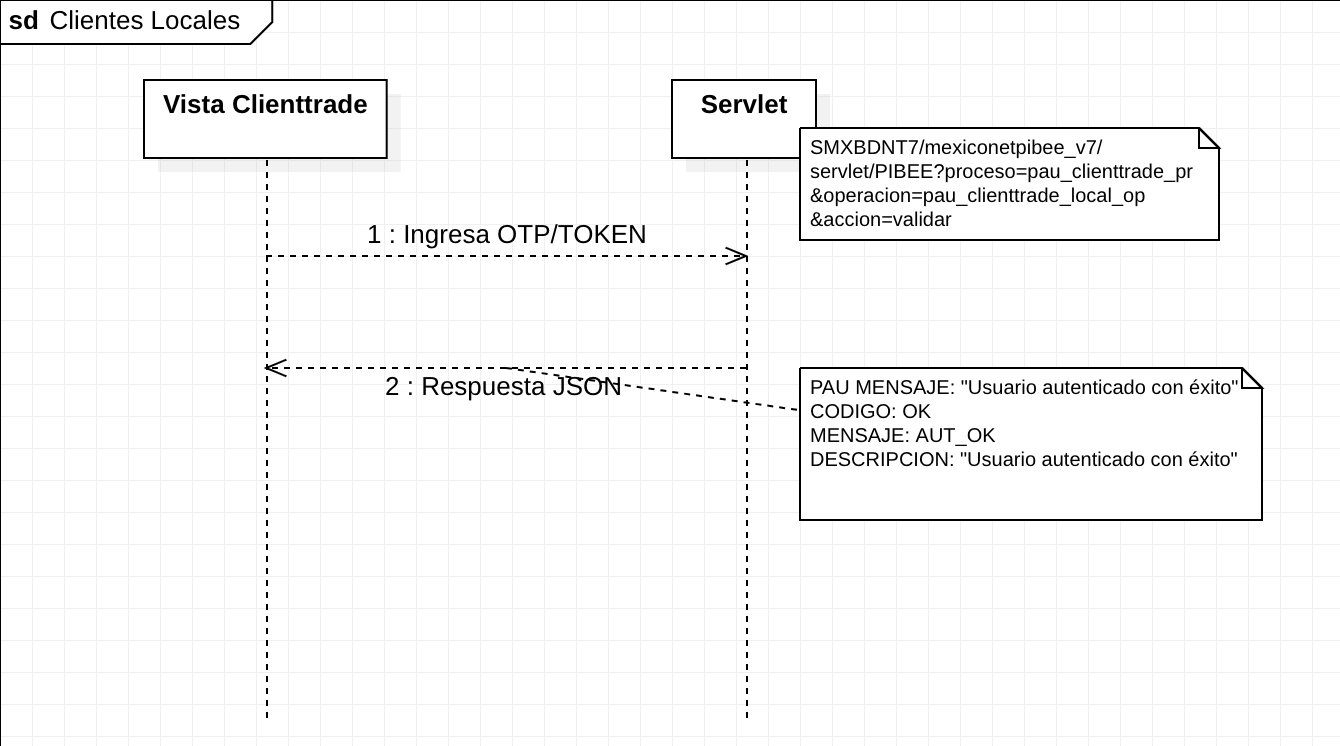 sd Clientes Locales
Vista Clienttrade
Servlet
SMXBDNT7/mexiconetpibee_v7/
servlet/PIBEE?proceso=pau_clienttrade_pr
&operacion=pau_clienttrade_local_op
&accion=validar
1 : Ingresa OTP/TOKEN
2 : Respuesta JSON
PAU MENSAJE: "Usuario autenticado con éxito"
CODIGO: OK
MENSAJE: AUT_OK
DESCRIPCION: "Usuario autenticado con éxito"